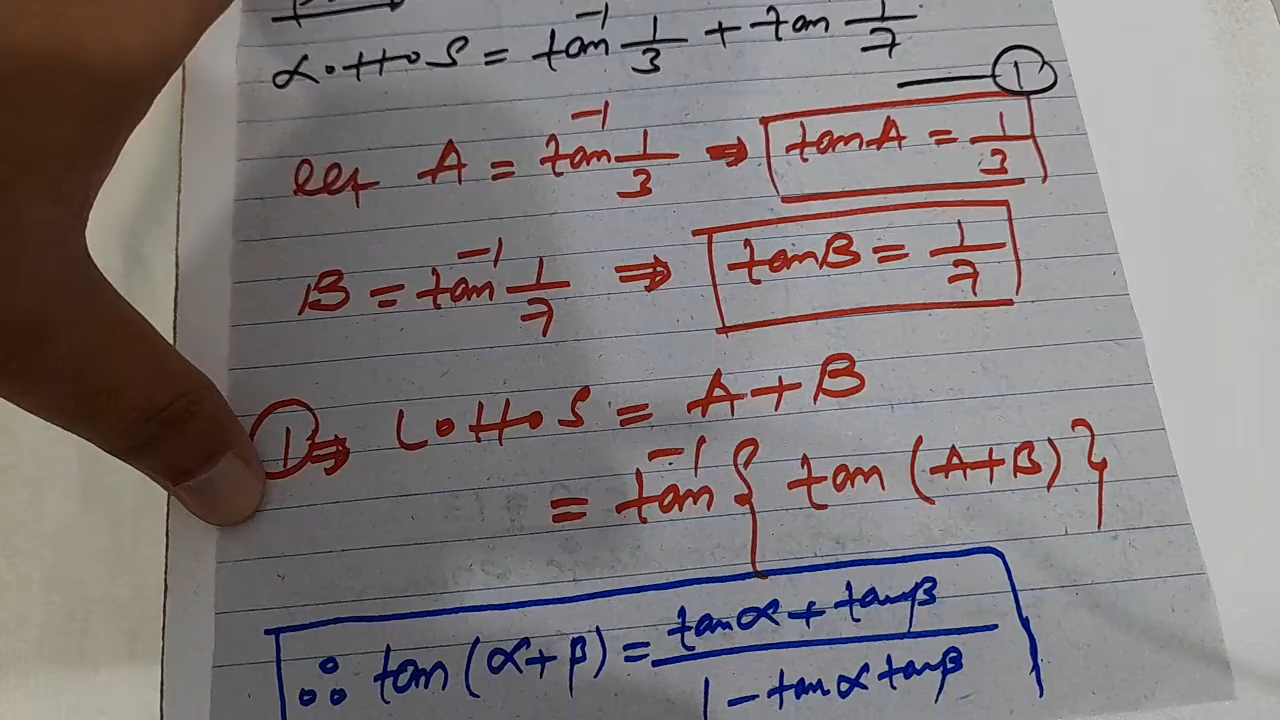 L.H.S = tan⁻¹ 1/3 + tan⁻¹ 1/7 — ①
let A = tan⁻¹ 1/3 ⇒ tanA = 1/3
B = tan⁻¹ 1/7 ⇒ tanB = 1/7
① ⇒ L.H.S = A+B
= tan⁻¹ { tan (A+B) }
∴ tan (α+β) = (tanα + tanβ)/(1 - tanα tanβ)